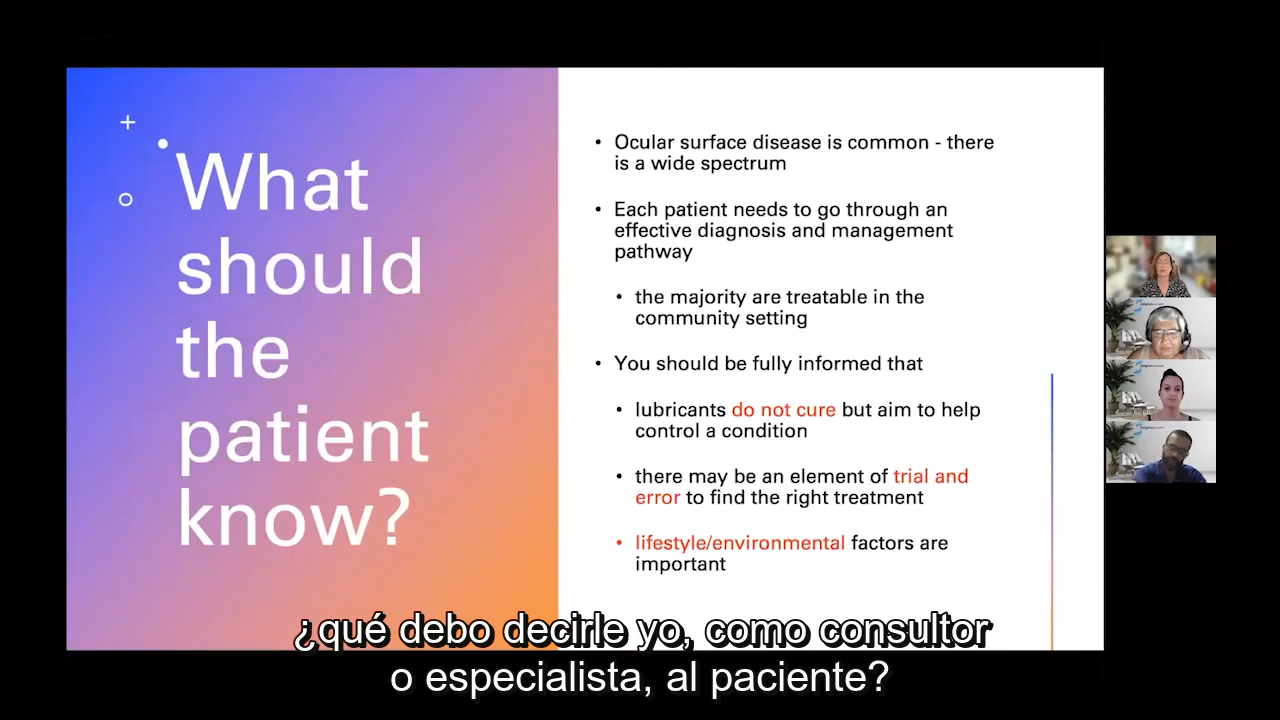 What
should
the
patient
know?
• Ocular surface disease is common - there
is a wide spectrum
• Each patient needs to go through an
effective diagnosis and management
pathway
• the majority are treatable in the
community setting
• You should be fully informed that
• lubricants do not cure but aim to help
control a condition
• there may be an element of trial and
error to find the right treatment
• lifestyle/environmental factors are
important
¿qué debo decirle yo, como consultor
o especialista, al paciente?